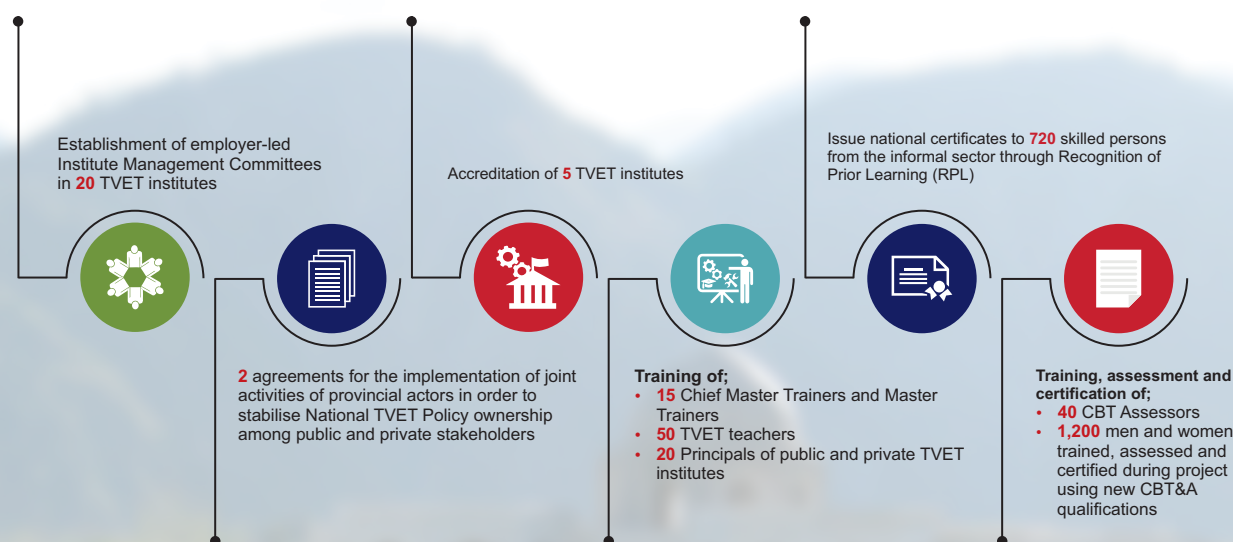 Establishment of employer-led
Institute Management Committees
in 20 TVET institutes
2 agreements for the implementation of joint
activities of provincial actors in order to
stabilise National TVET Policy ownership
among public and private stakeholders
Accreditation of 5 TVET institutes
Training of;
• 15 Chief Master Trainers and Master
Trainers
• 50 TVET teachers
• 20 Principals of public and private TVET
institutes
Issue national certificates to 720 skilled persons
from the informal sector through Recognition of
Prior Learning (RPL)
Training, assessment and
certification of;
• 40 CBT Assessors
• 1,200 men and women
trained, assessed and
certified during project
using new CBT&A
qualifications